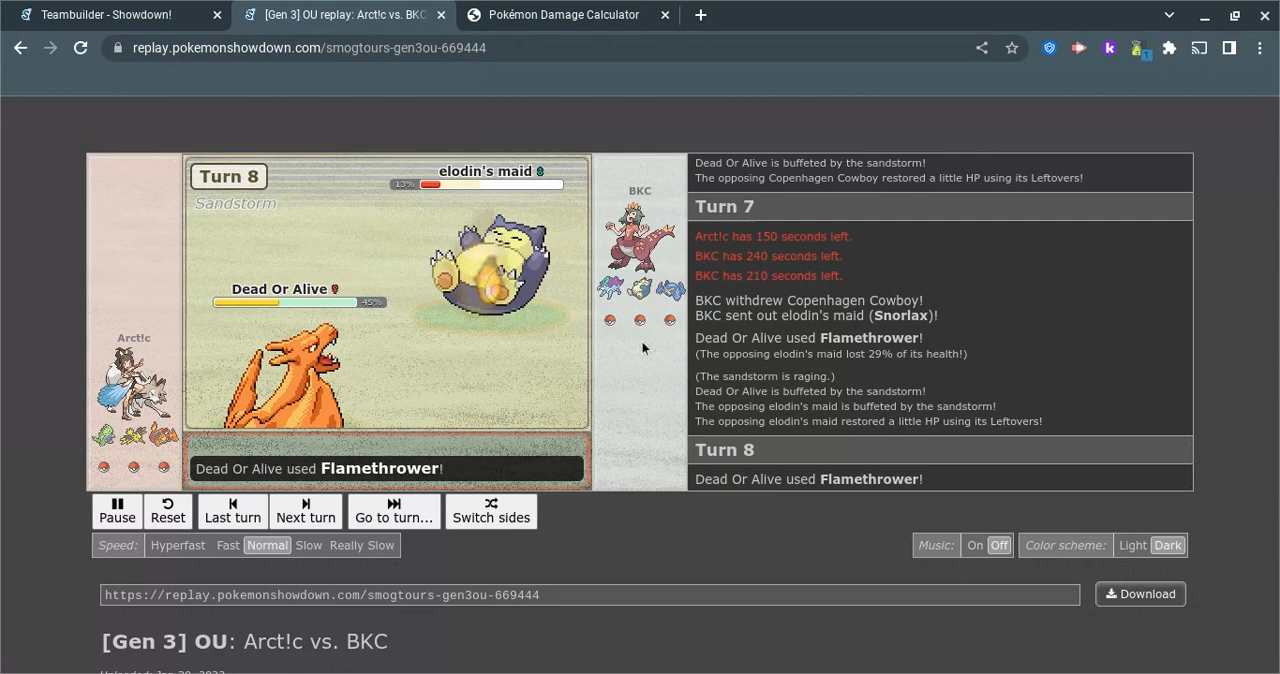 Teambuilder - Showdown!
[Gen 3] OU replay: Arct!c vs. BKC
Pokémon Damage Calculator
replay.pokemonshowdown.com/smogtours-gen3ou-669444
k
1
Turn 8
elodin's maid
13%
Sandstorm
Dead Or Alive
45%
Arct!c
BKC
Dead Or Alive used Flamethrower!
Dead Or Alive is buffeted by the sandstorm!
The opposing Copenhagen Cowboy restored a little HP using its Leftovers!
Turn 7
Arct!c has 150 seconds left.
BKC has 240 seconds left.
BKC has 210 seconds left.
BKC withdrew Copenhagen Cowboy!
BKC sent out elodin's maid (Snorlax)!
Dead Or Alive used Flamethrower!
(The opposing elodin's maid lost 29% of its health!)
(The sandstorm is raging.)
Dead Or Alive is buffeted by the sandstorm!
The opposing elodin's maid is buffeted by the sandstorm!
The opposing elodin's maid restored a little HP using its Leftovers!
Turn 8
Dead Or Alive used Flamethrower!
Pause Reset Last turn Next turn Go to turn... Switch sides
Speed: Hyperfast Fast Normal Slow Really Slow
Music: On Off Color scheme: Light Dark
https://replay.pokemonshowdown.com/smogtours-gen3ou-669444
Download
[Gen 3] OU: Arct!c vs. BKC